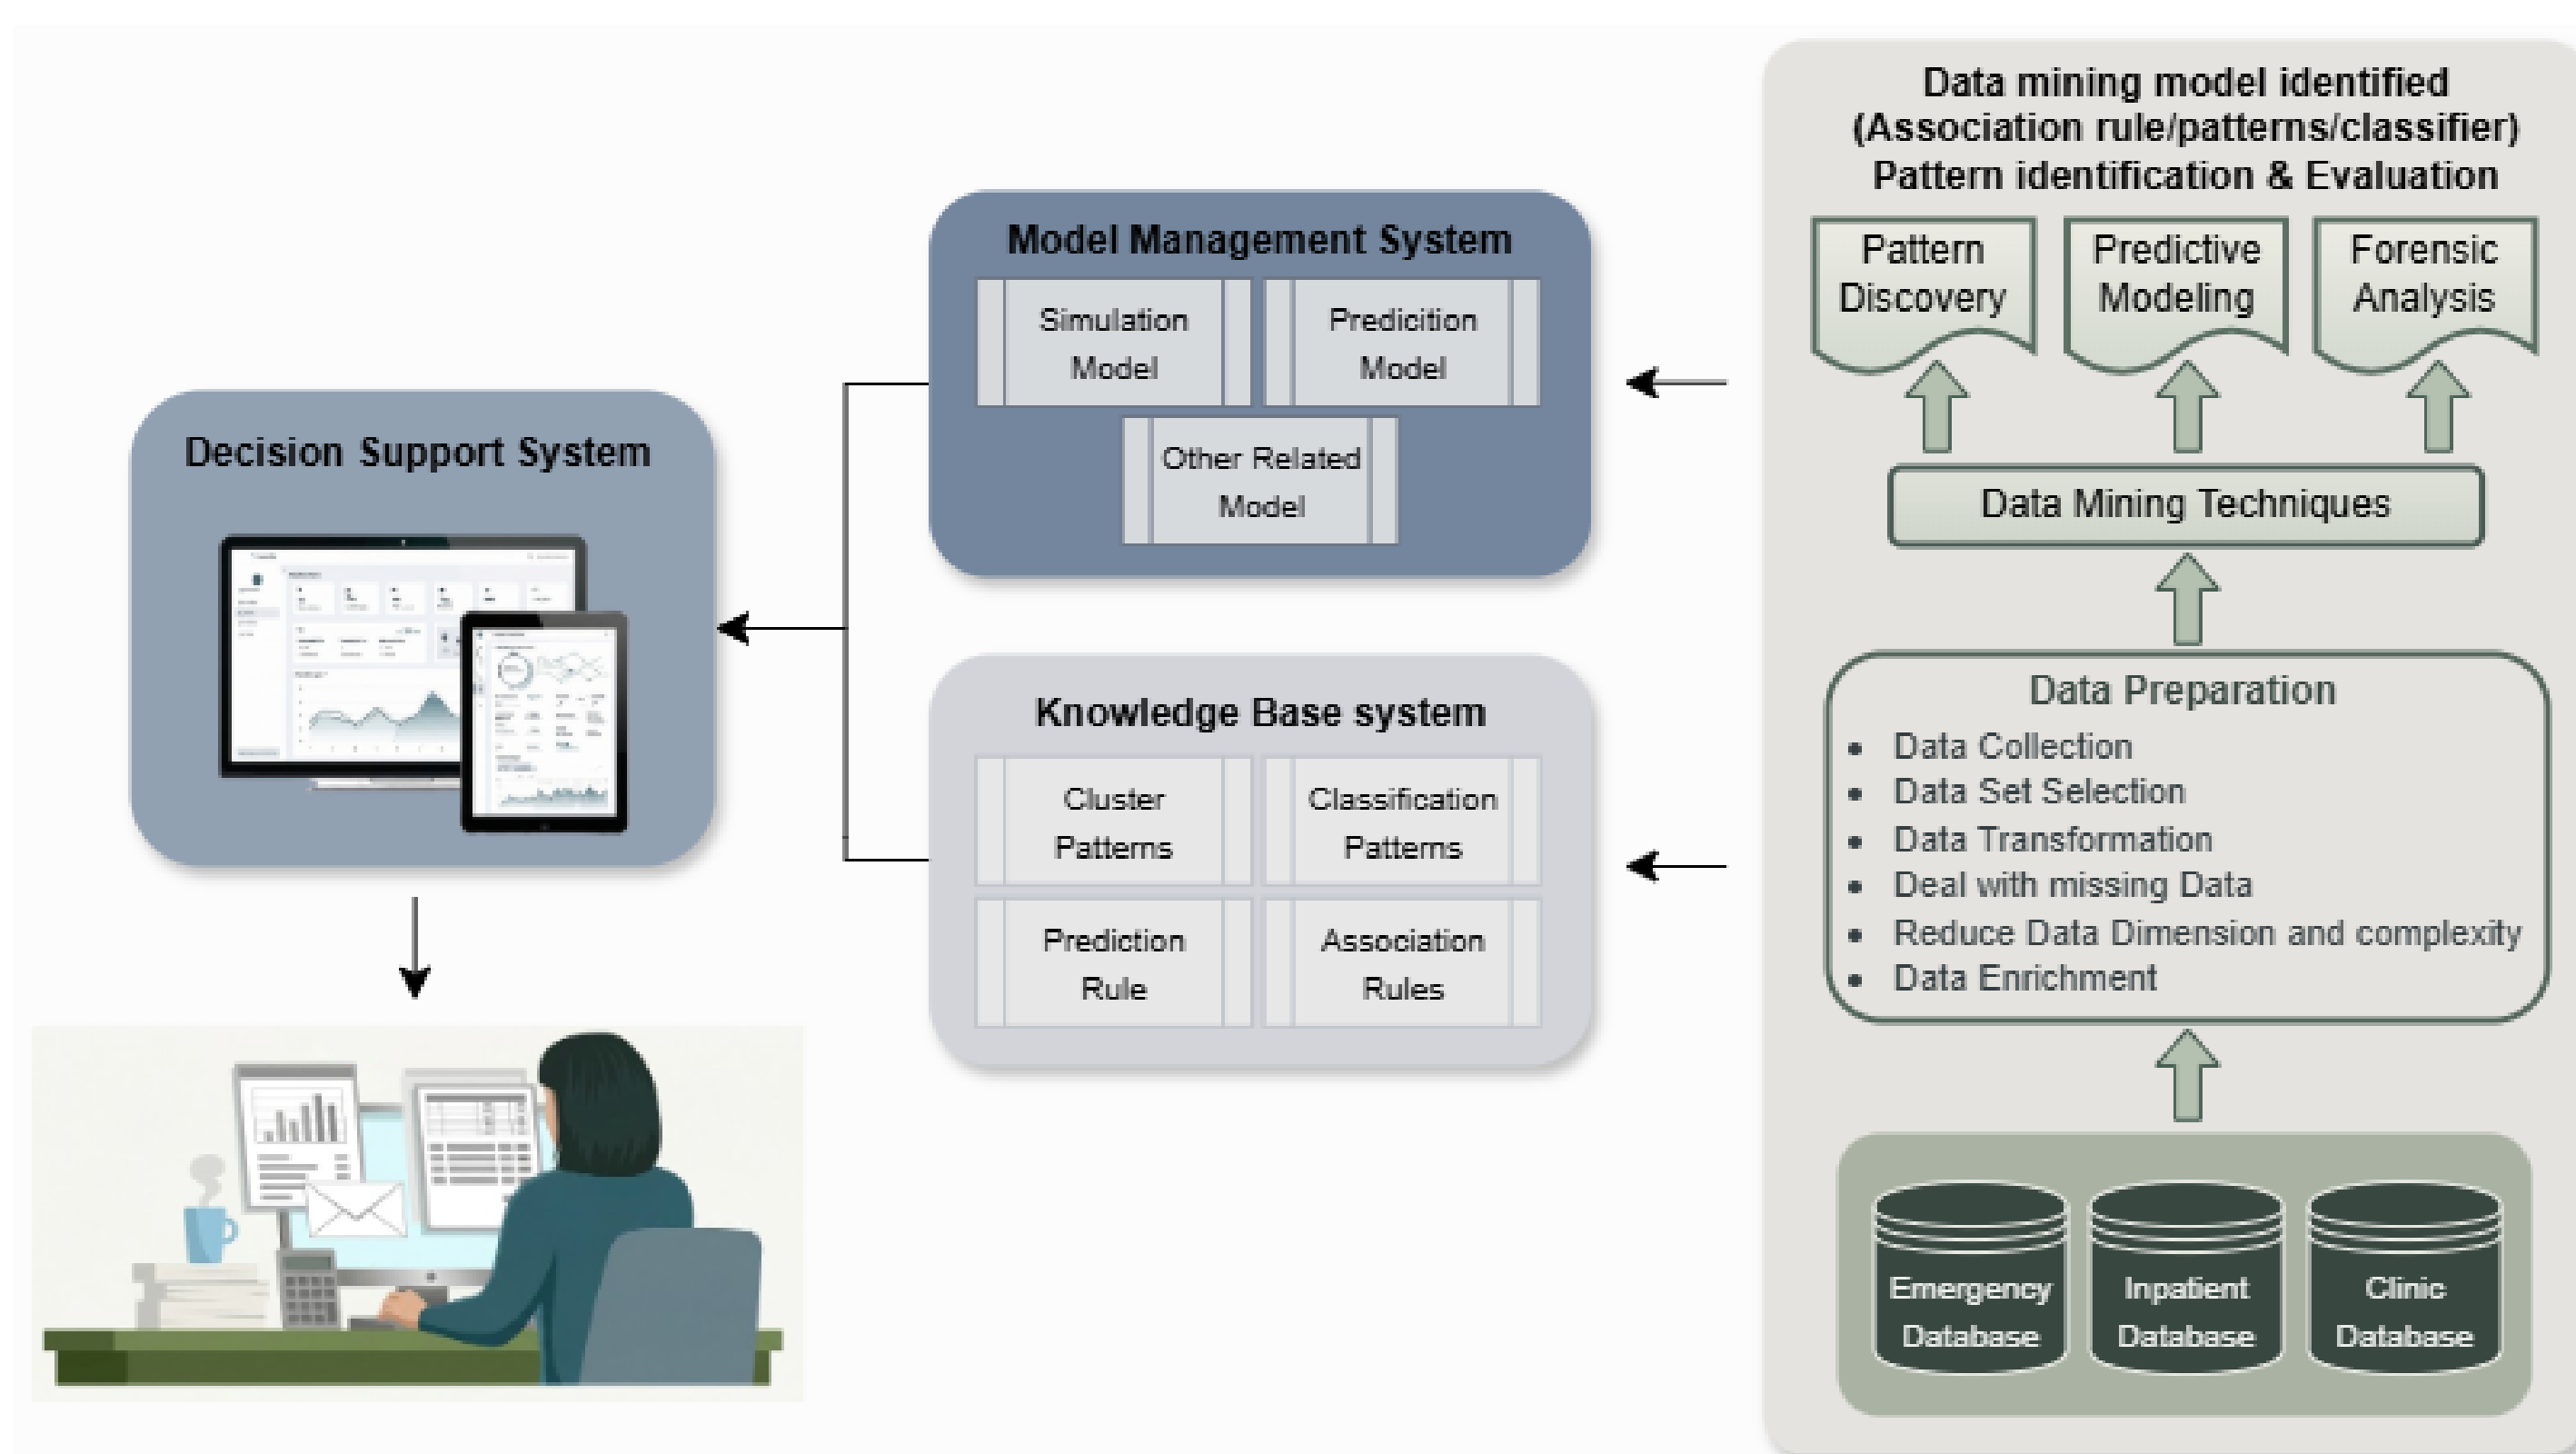 Decision Support System
Model Management System
Simulation
Model
Predicition
Model
Other Related
Model
Knowledge Base system
Cluster
Patterns
Classification
Patterns
Prediction
Rule
Association
Rules
Data mining model identified
(Association rule/patterns/classifier)
Pattern identification & Evaluation
Pattern
Discovery
Predictive
Modeling
Forensic
Analysis
Data Mining Techniques
Data Preparation
• Data Collection
• Data Set Selection
• Data Transformation
• Deal with missing Data
• Reduce Data Dimension and complexity
• Data Enrichment
Emergency
Database
Inpatient
Database
Clinic
Database